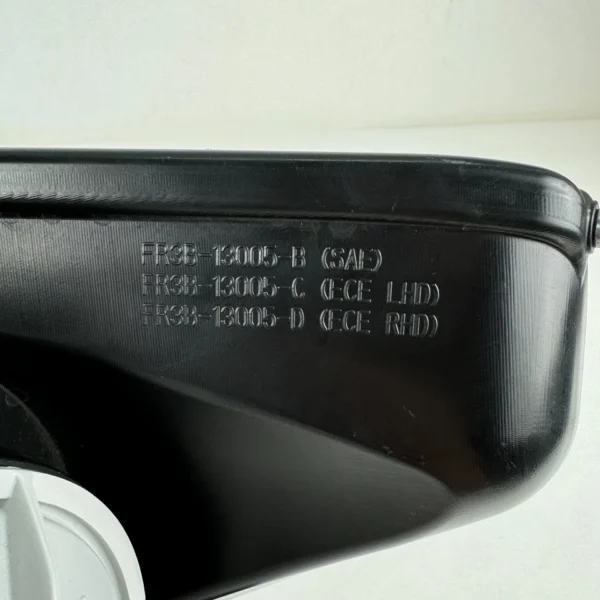 FR3B-13005-B (SAE)
FR3B-13005-C (ECE LHD)
FR3B-13005-D (ECE RHD)